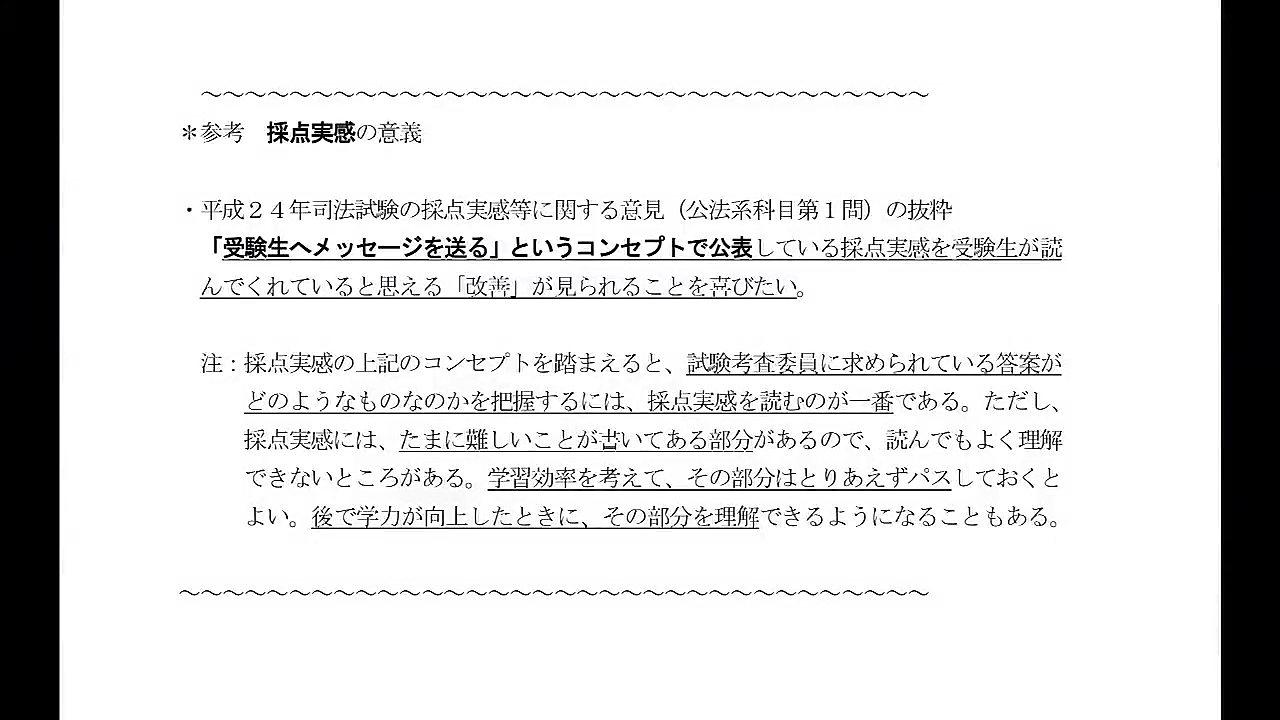 ～～～～～～～～～～～～～～～～～～～～～～～～～～～～～～～～～
＊参考　採点実感の意義
・平成２４年司法試験の採点実感等に関する意見（公法系科目第１問）の抜粋
「受験生へメッセージを送る」というコンセプトで公表している採点実感を受験生が読
んでくれていると思える「改善」が見られることを喜びたい。
注：採点実感の上記のコンセプトを踏まえると、試験考査委員に求められている答案が
どのようなものなのかを把握するには、採点実感を読むのが一番である。ただし、
採点実感には、たまに難しいことが書いてある部分があるので、読んでもよく理解
できないところがある。学習効率を考えて、その部分はとりあえずパスしておくと
よい。後で学力が向上したときに、その部分を理解できるようになることもある。
～～～～～～～～～～～～～～～～～～～～～～～～～～～～～～～～～～